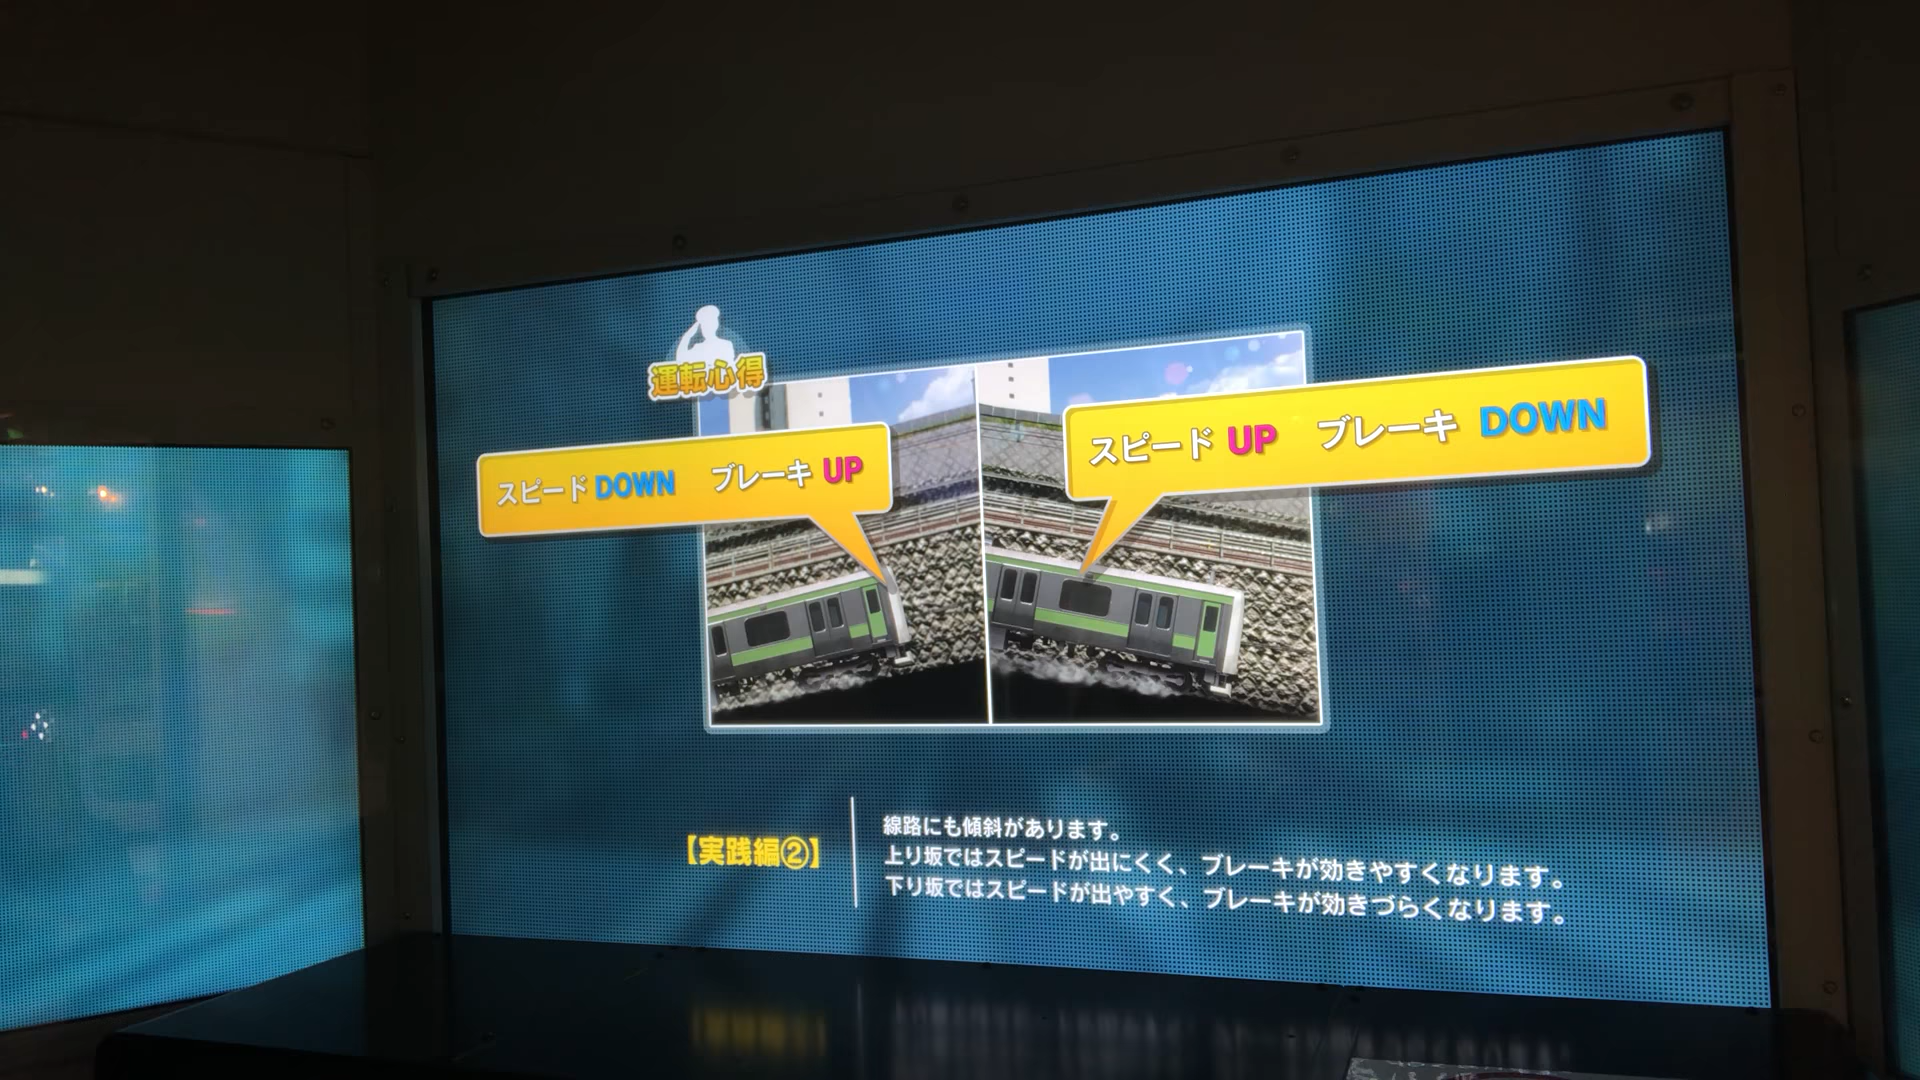 運転心得
スピード DOWN ブレーキ UP
スピード UP ブレーキ DOWN
【実践編②】
線路にも傾斜があります。
上り坂ではスピードが出にくく、ブレーキが効きやすくなります。
下り坂ではスピードが出やすく、ブレーキが効きづらくなります。